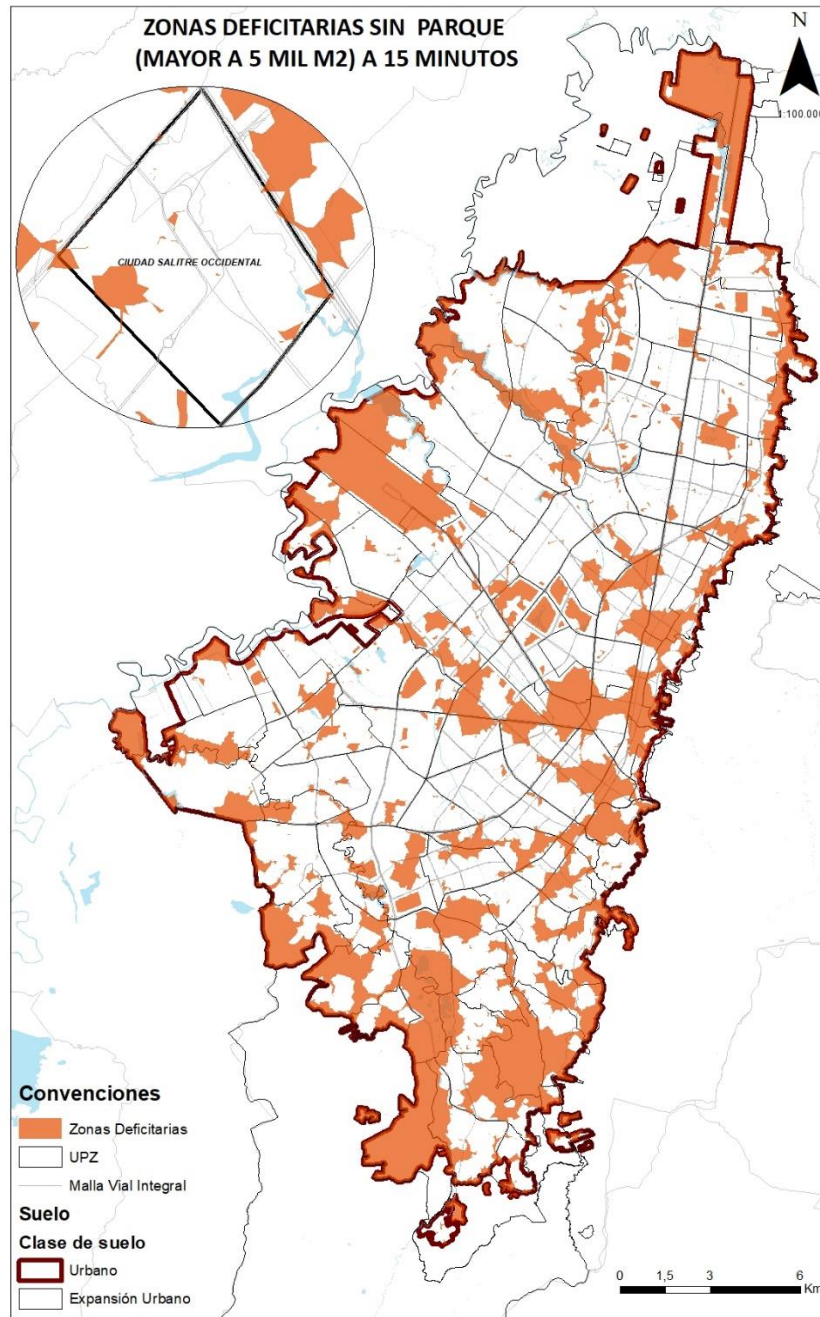 ZONAS DEFICITARIAS SIN PARQUE
(MAYOR A 5 MIL M2) A 15 MINUTOS
N
1:100.000
CIUDAD SALITRE OCCIDENTAL
Convenciones
Zonas Deficitarias
UPZ
Malla Vial Integral
Suelo
Clase de suelo
Urbano
Expansión Urbano
0 1,5 3 6
Km